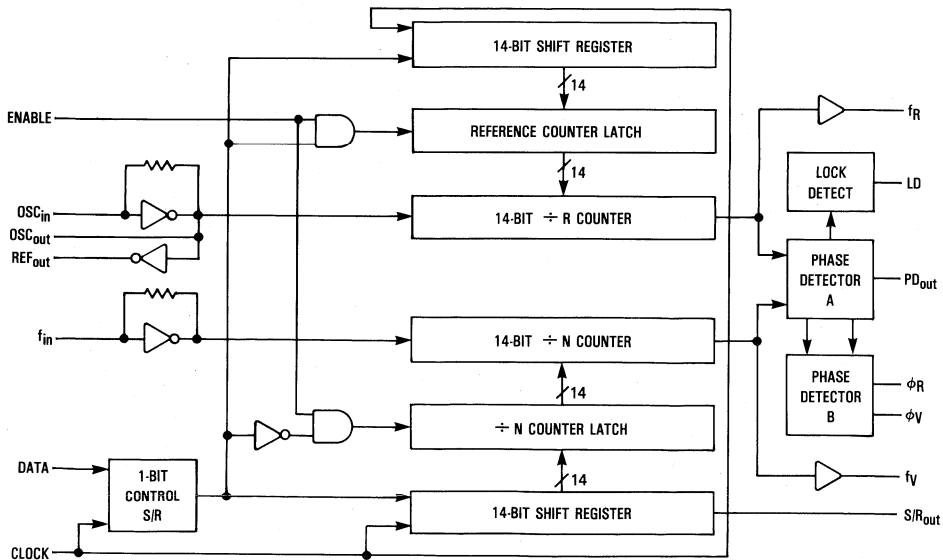 14-BIT SHIFT REGISTER
14
ENABLE
REFERENCE COUNTER LATCH
fR
14
LOCK
DETECT
LD
OSCin
14-BIT ÷ R COUNTER
OSCout
REFout
PHASE
DETECTOR
A
PDout
fin
14-BIT ÷ N COUNTER
14
PHASE
DETECTOR
B
ϕR
ϕV
÷ N COUNTER LATCH
DATA
1-BIT
CONTROL
S/R
14
fV
14-BIT SHIFT REGISTER
S/Rout
CLOCK